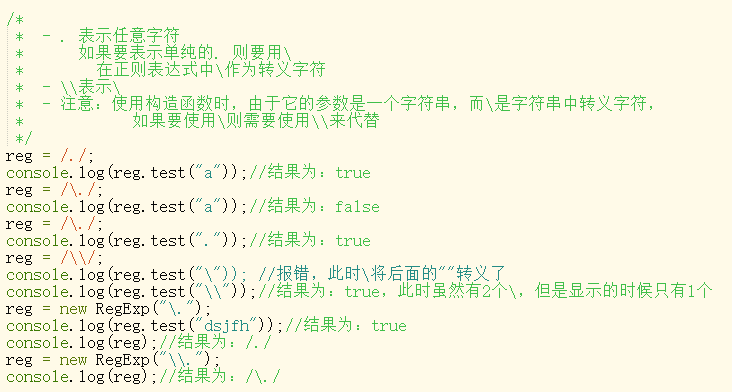 /*
 * - . 表示任意字符
 * 如果要表示单纯的. 则要用\
 * 在正则表达式中\作为转义字符
 * - \\表示\
 * - 注意：使用构造函数时，由于它的参数是一个字符串，而\是字符串中转义字符，
 * 如果要使用\则需要使用\\来代替
 */
reg = /./;
console.log(reg.test("a"));//结果为：true
reg = /\./;
console.log(reg.test("a"));//结果为：false
reg = /\./;
console.log(reg.test("."));//结果为：true
reg = /\\/;
console.log(reg.test("\")); //报错，此时\将后面的""转义了
console.log(reg.test("\\"));//结果为：true，此时虽然有2个\，但是显示的时候只有1个
reg = new RegExp("\.");
console.log(reg.test("dsjfh"));//结果为：true
console.log(reg);//结果为：/./
reg = new RegExp("\\.");
console.log(reg);//结果为：/\./